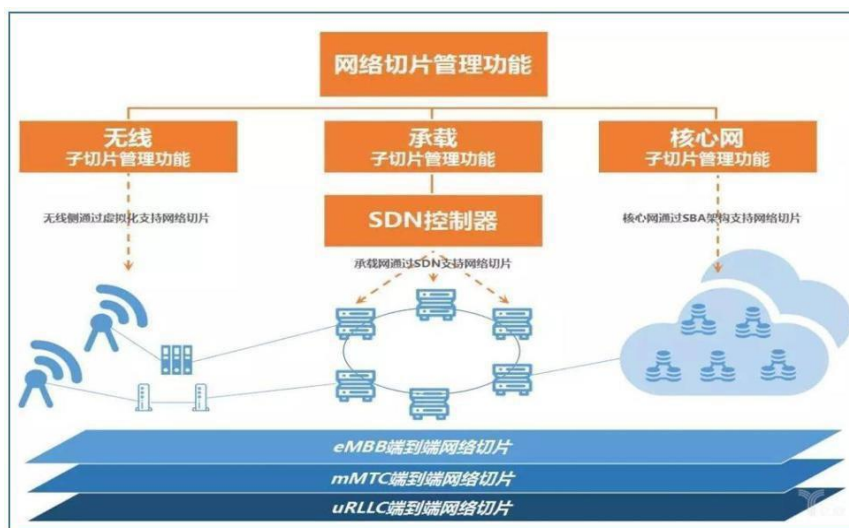 网络切片管理功能
无线
子切片管理功能
承载
子切片管理功能
核心网
子切片管理功能
无线侧通过虚拟化支持网络切片
SDN控制器
核心网通过SBA架构支持网络切片
承载网通过SDN支持网络切片
eMBB端到端网络切片
mMTC端到端网络切片
uRLLC端到端网络切片